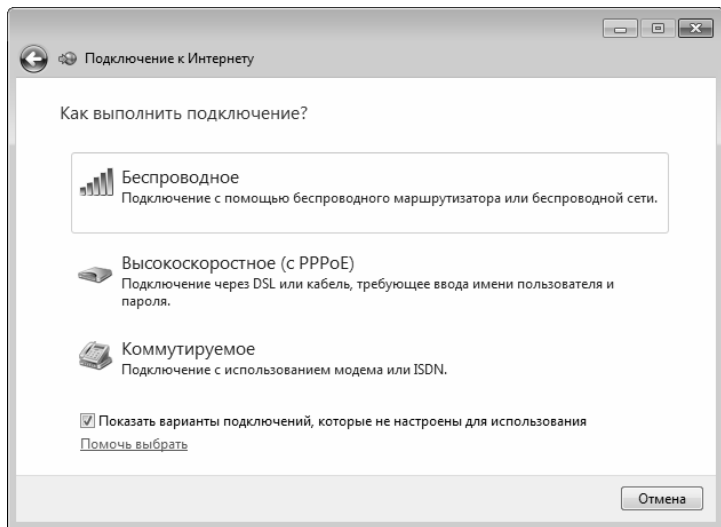 Подключение к Интернету
Как выполнить подключение?
Беспроводное
Подключение с помощью беспроводного маршрутизатора или беспроводной сети.
Высокоскоростное (с PPPoE)
Подключение через DSL или кабель, требующее ввода имени пользователя и
пароля.
Коммутируемое
Подключение с использованием модема или ISDN.
Показать варианты подключений, которые не настроены для использования
Помочь выбрать
Отмена